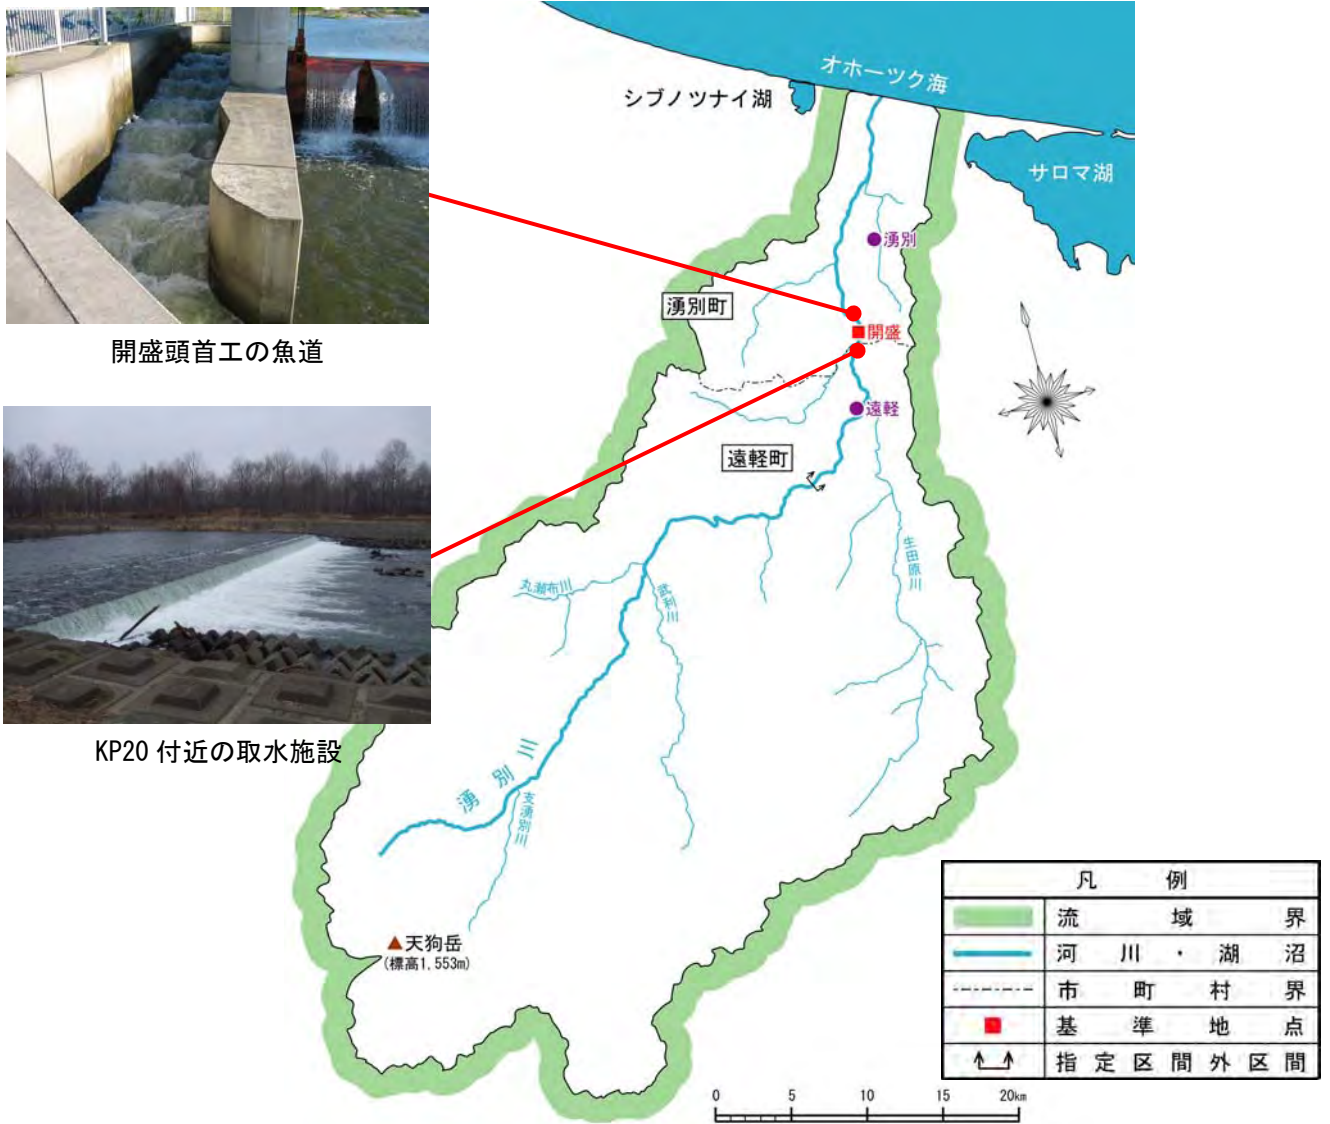 オホーツク海
シブノツナイ湖
サロマ湖
湧別
湧別町
開盛
開盛頭首工の魚道
遠軽
遠軽町
生田原川
丸瀬布川
武利川
KP20 付近の取水施設
湧別川
支湧別川
天狗岳
(標高1,553m)
凡 例
流域界
河川・湖沼
市町村界
基準地点
指定区間外区間
0 5 10 15 20km